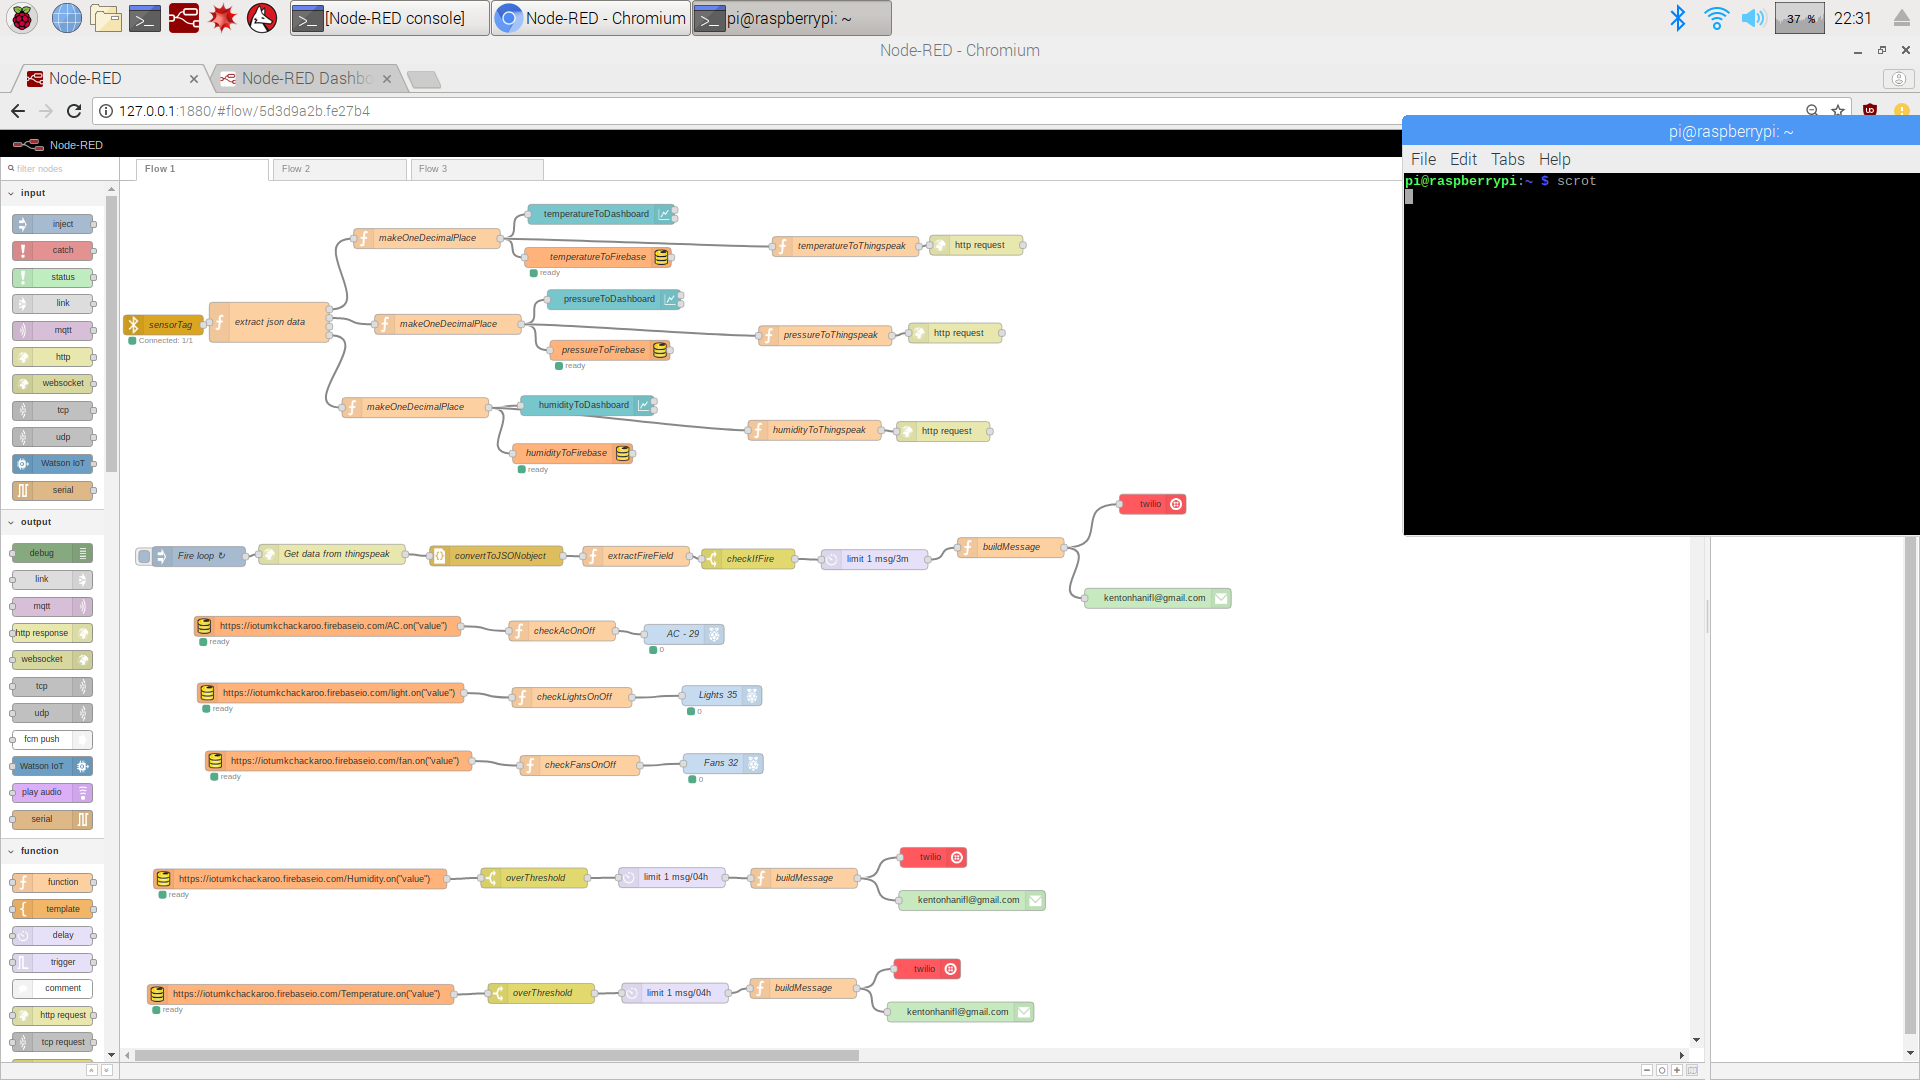 [Node-RED console]
Node-RED - Chromium
pi@raspberrypi: ~
37 %
22:31
Node-RED - Chromium
Node-RED
Node-RED Dashbo
127.0.0.1:1880/#flow/5d3d9a2b.fe27b4
Node-RED
pi@raspberrypi: ~
File Edit Tabs Help
pi@raspberrypi:~ $ scrot
filter nodes
Flow 1
Flow 2
Flow 3
input
inject
catch
status
link
mqtt
http
websocket
tcp
udp
Watson IoT
serial
output
debug
link
mqtt
http response
websocket
tcp
udp
fcm push
Watson IoT
play audio
serial
function
function
template
delay
trigger
comment
http request
tcp request
sensorTag
Connected: 1/1
extract json data
makeOneDecimalPlace
temperatureToDashboard
temperatureToFirebase
ready
temperatureToThingspeak
http request
makeOneDecimalPlace
pressureToDashboard
pressureToFirebase
ready
pressureToThingspeak
http request
makeOneDecimalPlace
humidityToDashboard
humidityToFirebase
ready
humidityToThingspeak
http request
Fire loop ↻
Get data from thingspeak
convertToJSONobject
extractFireField
checkIfFire
limit 1 msg/3m
buildMessage
twilio
kentonhanifl@gmail.com
https://iotumkchackaroo.firebaseio.com/AC.on("value")
ready
checkAcOnOff
AC - 29
0
https://iotumkchackaroo.firebaseio.com/light.on("value")
ready
checkLightsOnOff
Lights 35
0
https://iotumkchackaroo.firebaseio.com/fan.on("value")
ready
checkFansOnOff
Fans 32
0
https://iotumkchackaroo.firebaseio.com/Humidity.on("value")
ready
overThreshold
limit 1 msg/04h
buildMessage
twilio
kentonhanifl@gmail.com
https://iotumkchackaroo.firebaseio.com/Temperature.on("value")
ready
overThreshold
limit 1 msg/04h
buildMessage
twilio
kentonhanifl@gmail.com